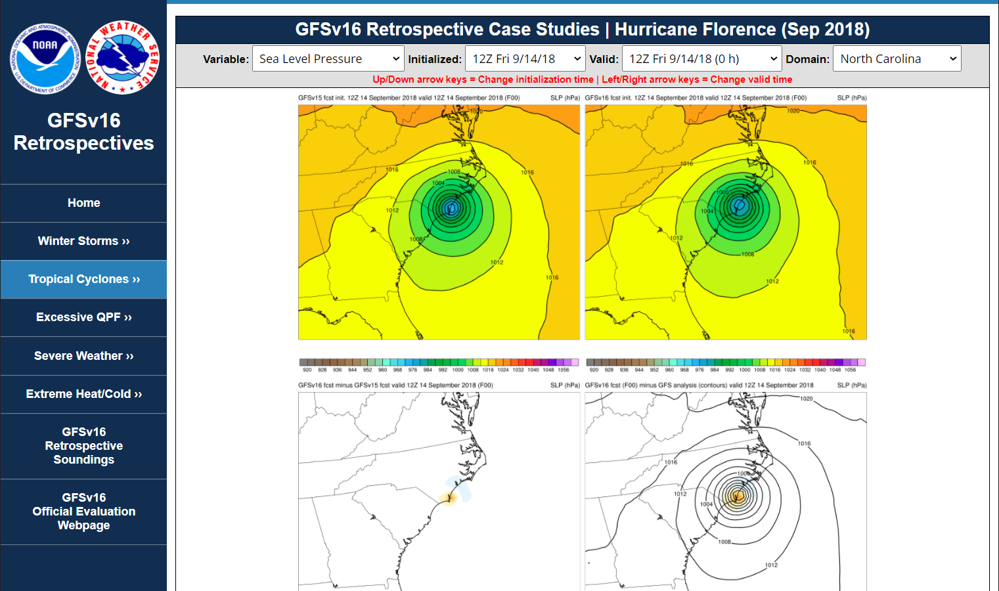 NATIONAL OCEANIC AND ATMOSPHERIC ADMINISTRATION
NOAA
U.S. DEPARTMENT OF COMMERCE
NATIONAL WEATHER SERVICE
GFSv16
Retrospectives
Home
Winter Storms ››
Tropical Cyclones ››
Excessive QPF ››
Severe Weather ››
Extreme Heat/Cold ››
GFSv16
Retrospective
Soundings
GFSv16
Official Evaluation
Webpage
GFSv16 Retrospective Case Studies | Hurricane Florence (Sep 2018)
Variable: Sea Level Pressure Initialized: 12Z Fri 9/14/18 Valid: 12Z Fri 9/14/18 (0 h) Domain: North Carolina
Up/Down arrow keys = Change initialization time | Left/Right arrow keys = Change valid time
GFSv15 fcst init. 12Z 14 September 2018 valid 12Z 14 September 2018 (F00) SLP (hPa)
1020
1016
1008
1016
1004
1012
1008
1012
1016
920 928 936 944 952 960 968 976 984 992 1000 1008 1016 1024 1032 1040 1048 1056
GFSv16 fcst init. 12Z 14 September 2018 valid 12Z 14 September 2018 (F00) SLP (hPa)
1020
1016
1016
1000
1004
1012
1008
1012
1016
920 928 936 944 952 960 968 976 984 992 1000 1008 1016 1024 1032 1040 1048 1056
GFSv16 fcst minus GFSv15 fcst valid 12Z 14 September 2018 (F00) SLP (hPa)
GFSv16 fcst (F00) minus GFS analysis (contours) valid 12Z 14 September 2018 SLP (hPa)
1020
1016
1016
1012
1004
1008
1012